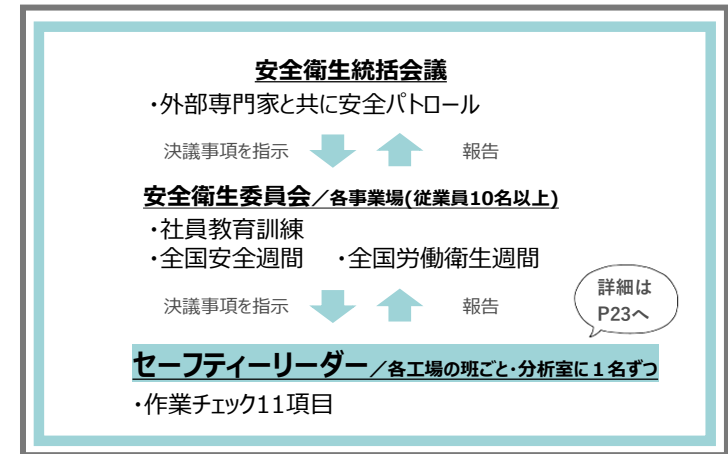 安全衛生統括会議
・外部専門家と共に安全パトロール
決議事項を指示 報告
安全衛生委員会/各事業場(従業員10名以上)
・社員教育訓練
・全国安全週間 ・全国労働衛生週間
決議事項を指示 報告
詳細は
P23へ
セーフティーリーダー/各工場の班ごと・分析室に1名ずつ
・作業チェック11項目